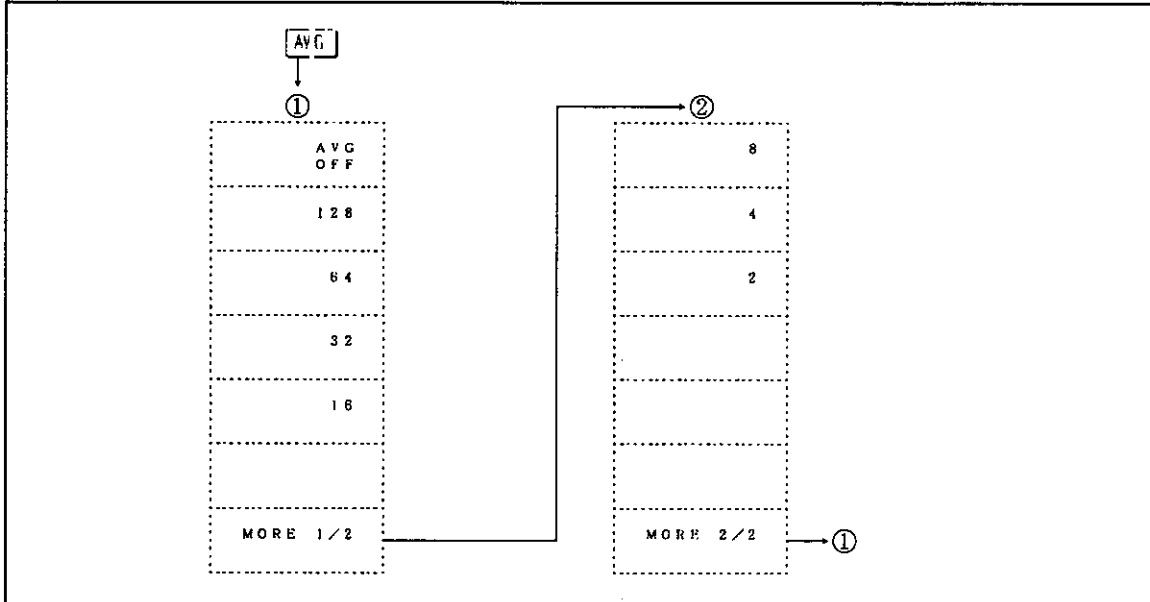 AVG
①
AVG
OFF
128
64
32
16
MORE 1/2
②
8
4
2
MORE 2/2
①